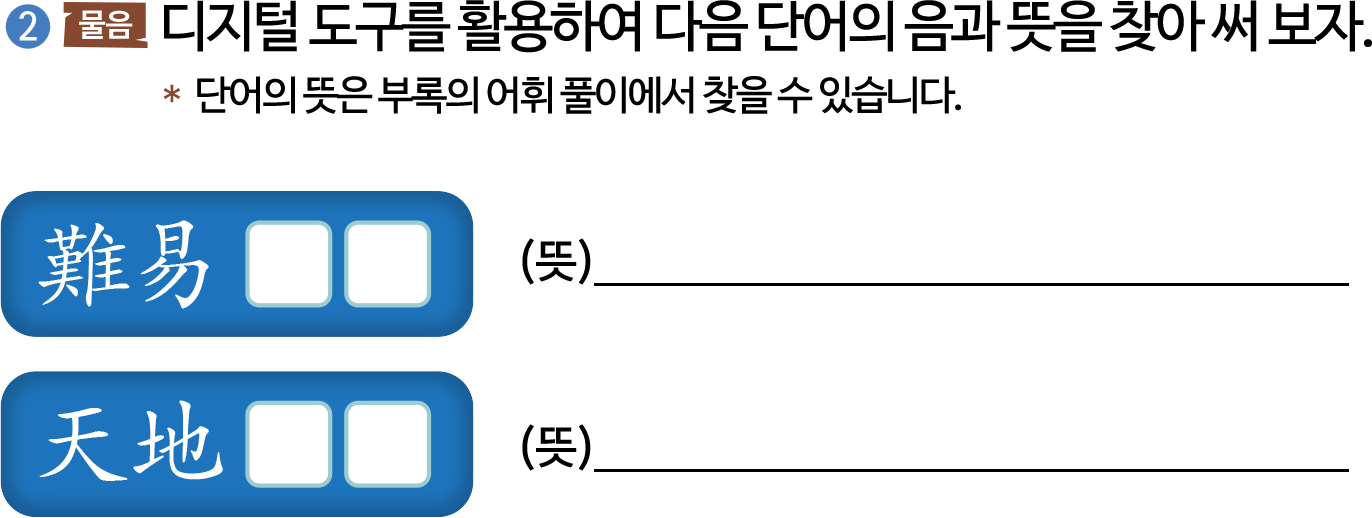 2 물음 디지털 도구를 활용하여 다음 단어의 음과 뜻을 찾아 써 보자.
* 단어의 뜻은 부록의 어휘 풀이에서 찾을 수 있습니다.
難易 (뜻)
天地 (뜻)